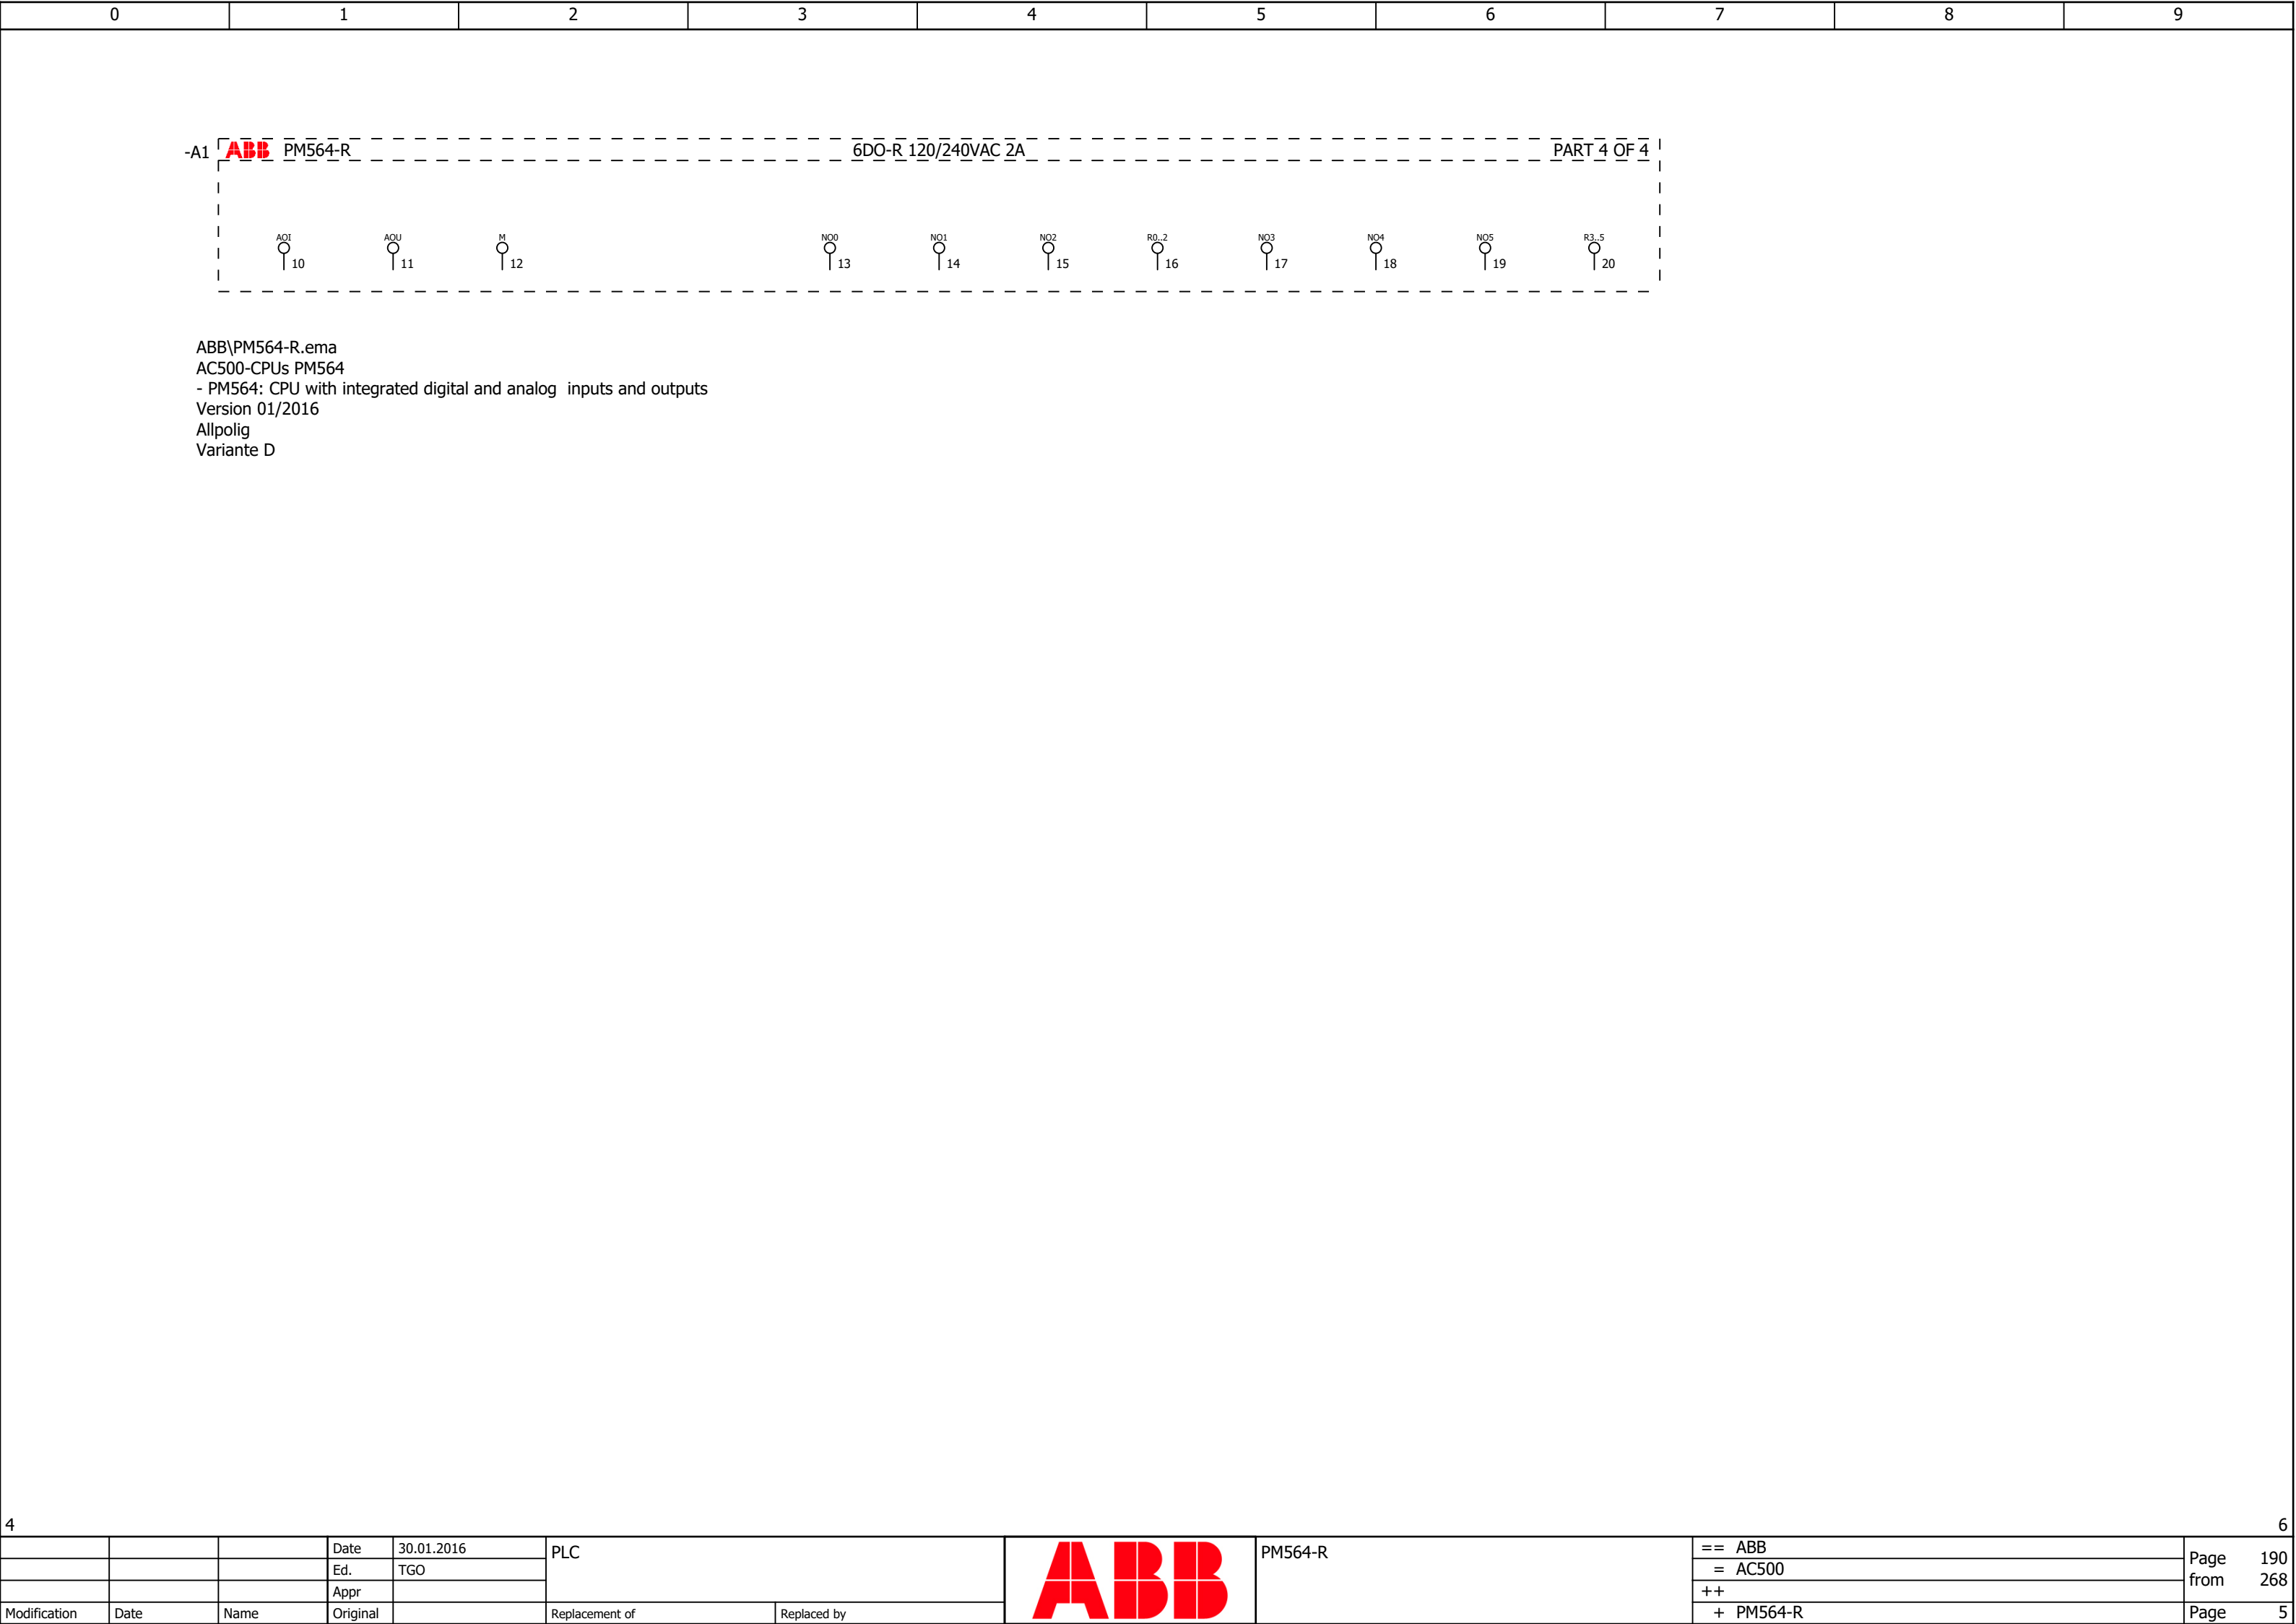 0 1 2 3 4 5 6 7 8 9
-A1 ABB PM564-R 6DO-R 120/240VAC 2A PART 4 OF 4
AOI AOU M NO0 NO1 NO2 R0..2 NO3 NO4 NO5 R3..5
10 11 12 13 14 15 16 17 18 19 20
ABB\PM564-R.ema
AC500-CPUs PM564
- PM564: CPU with integrated digital and analog  inputs and outputs
Version 01/2016
Allpolig
Variante D
4 6
Date 30.01.2016 PLC ABB PM564-R == ABB Page 190
Ed. TGO = AC500 from 268
Appr ++
Modification Date Name Original Replacement of Replaced by + PM564-R Page 5